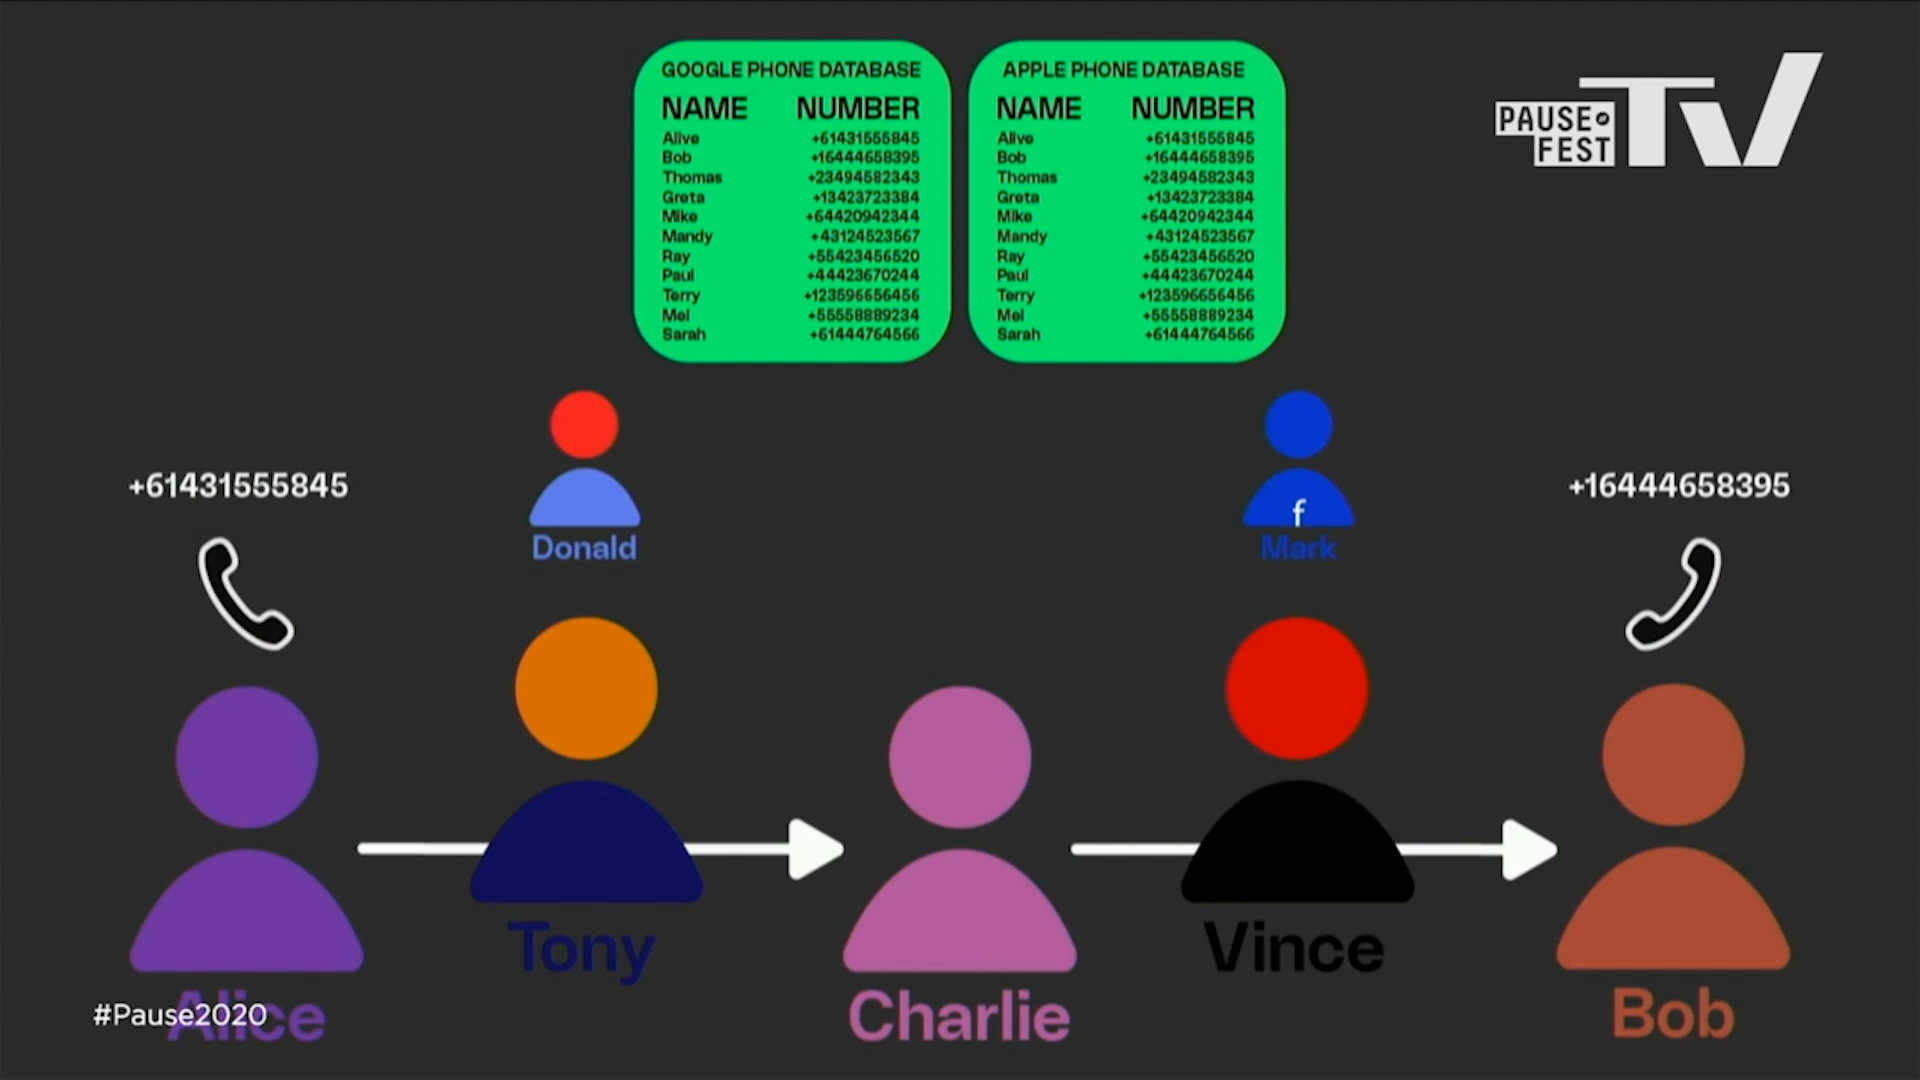 GOOGLE PHONE DATABASE
NAME NUMBER
Alive +61431555845
Bob +16444658395
Thomas +23494582343
Greta +13423723384
Mike +64420942344
Mandy +43124523567
Ray +55423456520
Paul +44423670244
Terry +123596656456
Mel +55558889234
Sarah +61444764566
APPLE PHONE DATABASE
NAME NUMBER
Alive +61431555845
Bob +16444658395
Thomas +23494582343
Greta +13423723384
Mike +64420942344
Mandy +43124523567
Ray +55423456520
Paul +44423670244
Terry +123596656456
Mel +55558889234
Sarah +61444764566
PAUSE
FEST
TV
+61431555845
+16444658395
f
Donald
Mark
Tony
Vince
Alice
Charlie
Bob
#Pause2020